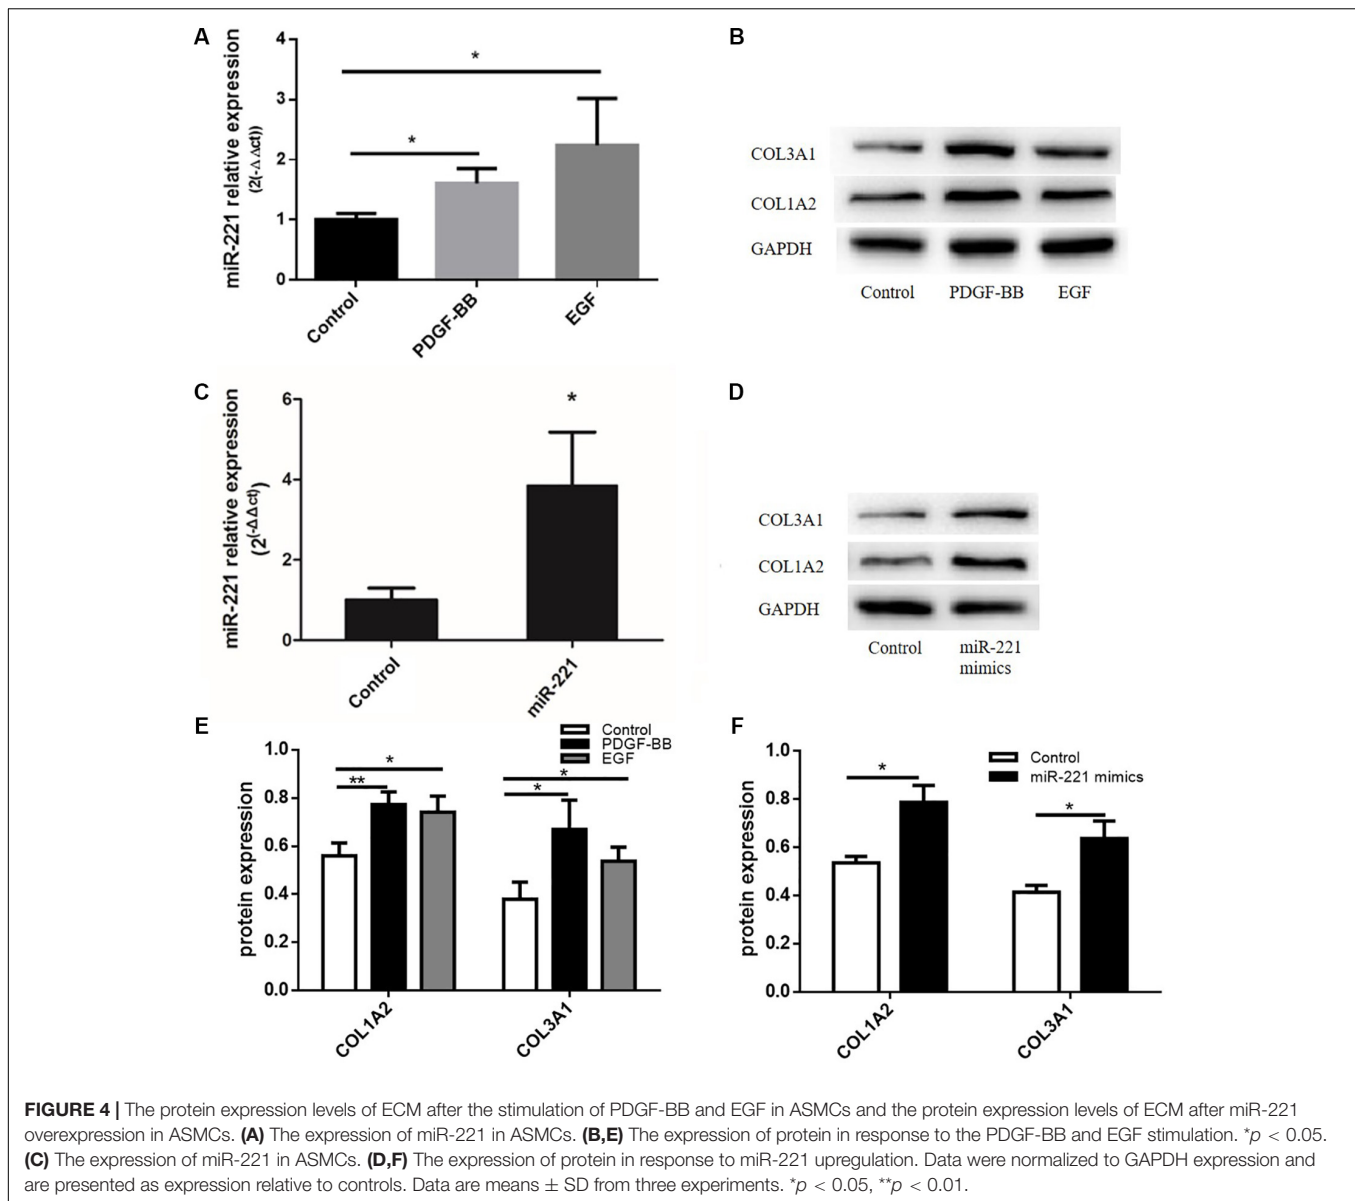 A
miR-221 relative expression
(2(-ΔΔct))
4
3
2
1
0
*
*
Control
PDGF-BB
EGF
B
COL3A1
COL1A2
GAPDH
Control PDGF-BB EGF
C
miR-221 relative expression
(2(-ΔΔct)
6
4
2
0
*
Control
miR-221
D
COL3A1
COL1A2
GAPDH
Control miR-221
mimics
E
Control
PDGF-BB
EGF
protein expression
1.0
0.8
0.6
0.4
0.2
0.0
*
**
*
*
COL1A2
COL3A1
F
Control
miR-221 mimics
protein expression
1.0
0.8
0.6
0.4
0.2
0.0
*
*
COL1A2
COL3A1
FIGURE 4 | The protein expression levels of ECM after the stimulation of PDGF-BB and EGF in ASMCs and the protein expression levels of ECM after miR-221
overexpression in ASMCs. (A) The expression of miR-221 in ASMCs. (B,E) The expression of protein in response to the PDGF-BB and EGF stimulation. *p < 0.05.
(C) The expression of miR-221 in ASMCs. (D,F) The expression of protein in response to miR-221 upregulation. Data were normalized to GAPDH expression and
are presented as expression relative to controls. Data are means ± SD from three experiments. *p < 0.05, **p < 0.01.